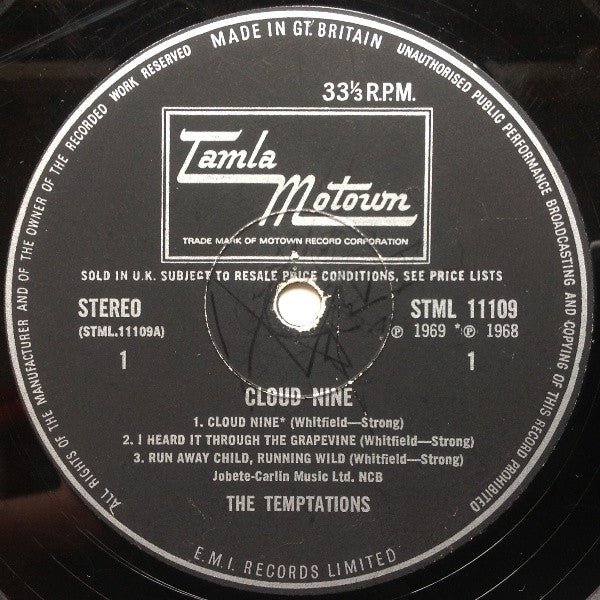 MADE IN GT. BRITAIN
UNAUTHORISED PUBLIC PERFORMANCE BROADCASTING AND COPYING OF THIS RECORD PROHIBITED
E.M.I. RECORDS LIMITED
ALL RIGHTS OF THE MANUFACTURER AND OF THE OWNER OF THE RECORDED WORK RESERVED
33⅓ R.P.M.
Tamla
Motown
TRADE MARK OF MOTOWN RECORD CORPORATION
SOLD IN U.K. SUBJECT TO RESALE PRICE CONDITIONS, SEE PRICE LISTS
STEREO STML 11109
(STML.11109A) ℗ 1969 *℗ 1968
1 1
CLOUD NINE
1. CLOUD NINE* (Whitfield—Strong)
2. I HEARD IT THROUGH THE GRAPEVINE (Whitfield—Strong)
3. RUN AWAY CHILD, RUNNING WILD (Whitfield—Strong)
Jobete-Carlin Music Ltd. NCB
THE TEMPTATIONS